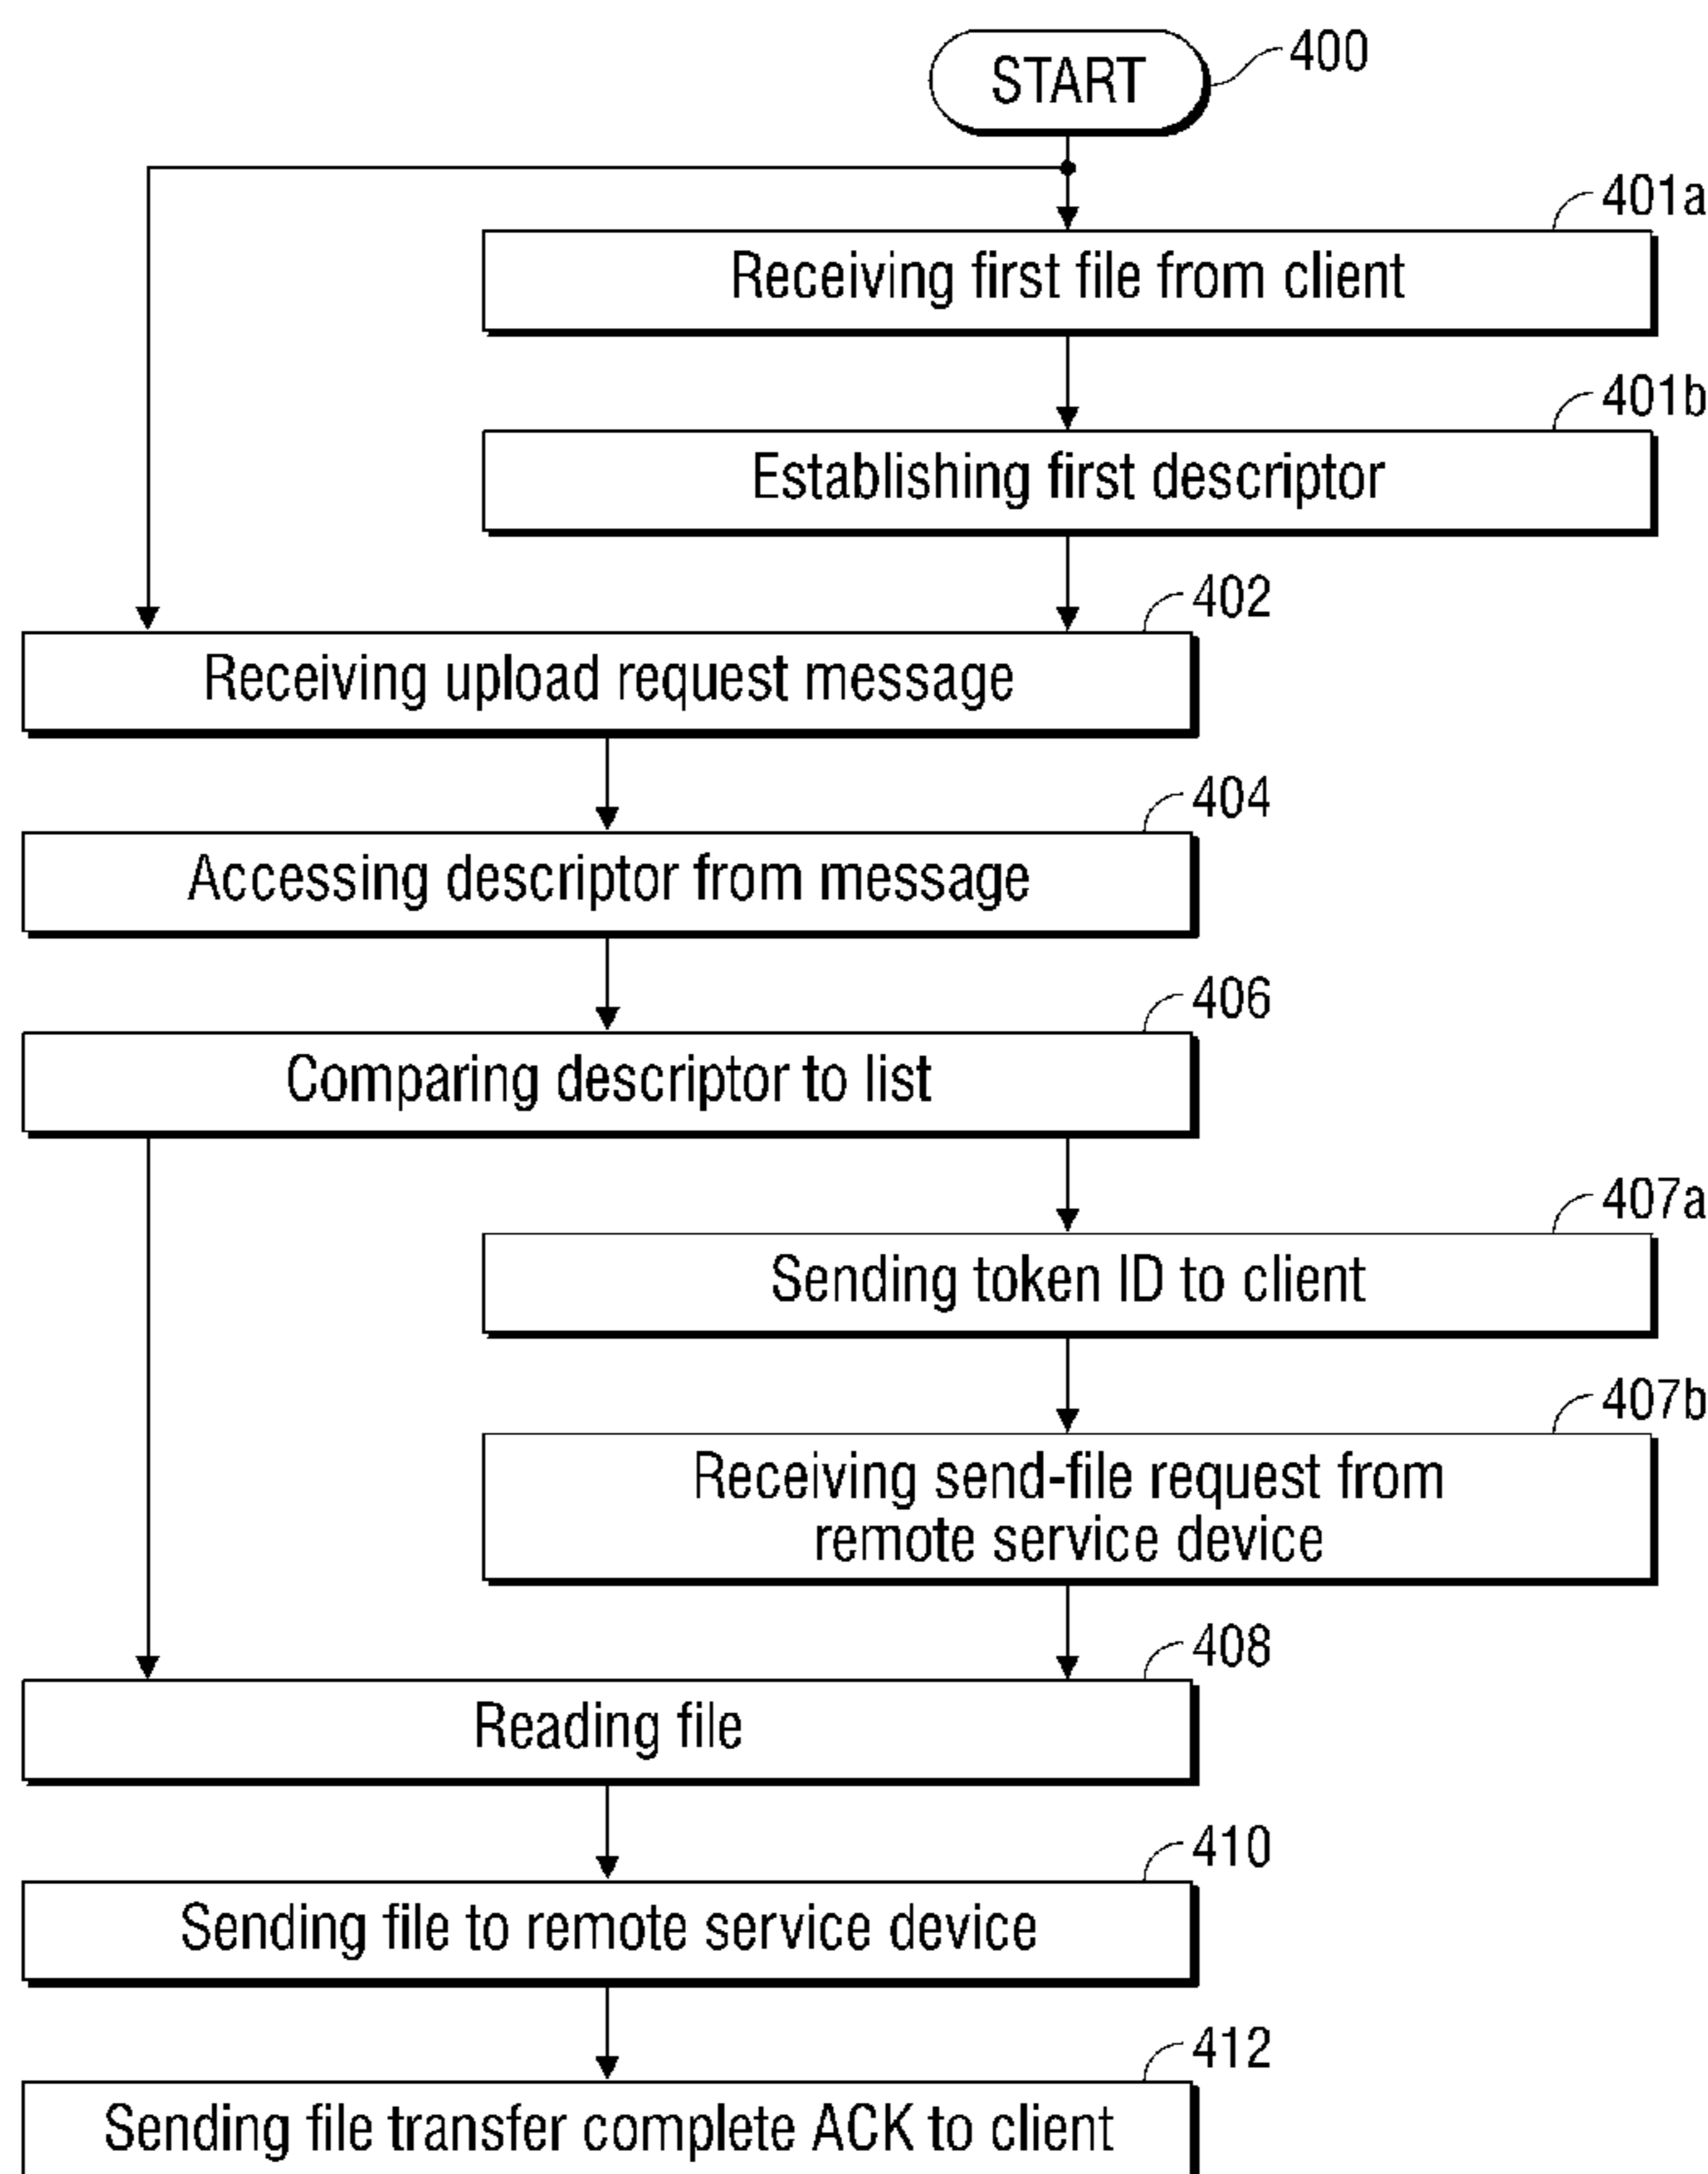 START
400
401a
Receiving first file from client
401b
Establishing first descriptor
402
Receiving upload request message
404
Accessing descriptor from message
406
Comparing descriptor to list
407a
Sending token ID to client
407b
Receiving send-file request from
remote service device
408
Reading file
410
Sending file to remote service device
412
Sending file transfer complete ACK to client